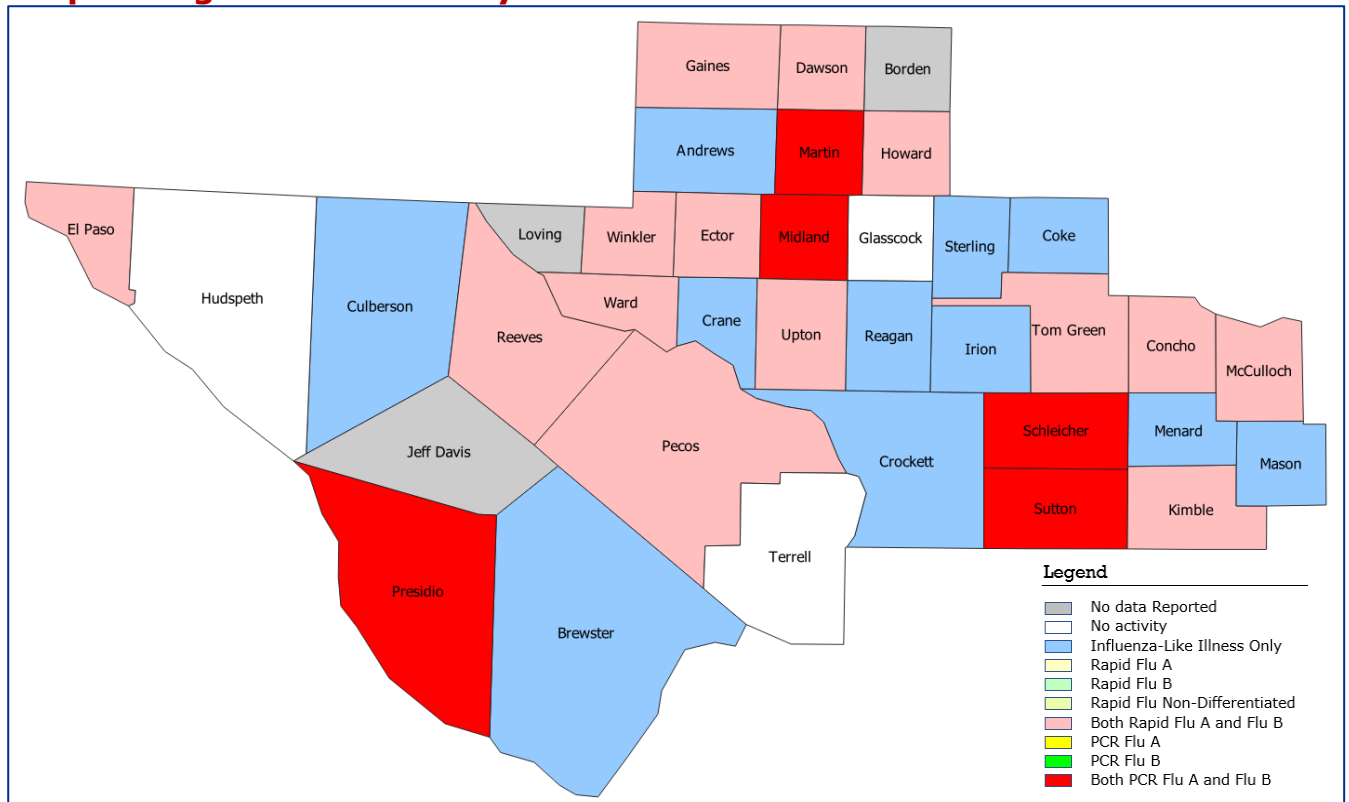 Gaines
Dawson
Borden
Andrews
Martin
Howard
El Paso
Hudspeth
Culberson
Loving
Winkler
Ector
Midland
Glasscock
Sterling
Coke
Reeves
Ward
Crane
Upton
Reagan
Irion
Tom Green
Concho
McCulloch
Jeff Davis
Pecos
Crockett
Schleicher
Menard
Mason
Sutton
Kimble
Presidio
Brewster
Terrell
Legend
No data Reported
No activity
Influenza-Like Illness Only
Rapid Flu A
Rapid Flu B
Rapid Flu Non-Differentiated
Both Rapid Flu A and Flu B
PCR Flu A
PCR Flu B
Both PCR Flu A and Flu B